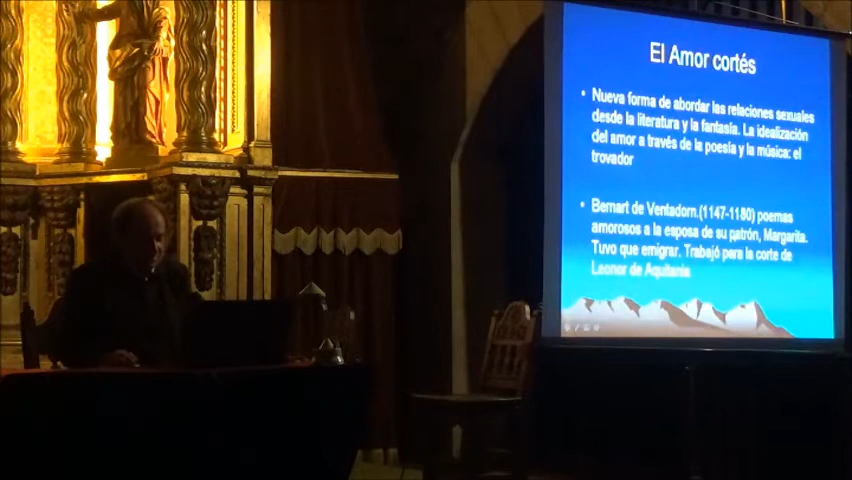 El Amor cortés
• Nueva forma de abordar las relaciones sexuales
desde la literatura y la fantasía. La idealización
del amor a través de la poesía y la música: el
trovador
• Bernart de Ventadorn.(1147-1180) poemas
amorosos a la esposa de su patrón, Margarita.
Tuvo que emigrar. Trabajó para la corte de
Leonor de Aquitania